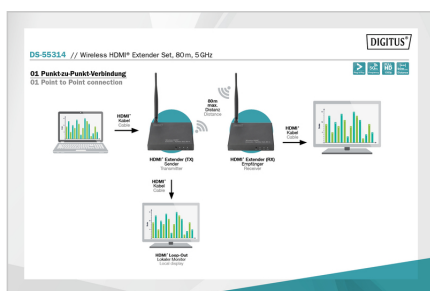 DIGITUS®
DS-55314 // Wireless HDMI® Extender Set, 80 m, 5 GHz
01 Punkt-zu-Punkt-Verbindung
01 Point to Point connection
80m
max.
Distanz
Distance
HDMI®
Kabel
Cable
HDMI®
Kabel
Cable
HDMI® Extender (TX)
Sender
Transmitter
HDMI® Extender (RX)
Empfänger
Receiver
HDMI®
Kabel
Cable
HDMI® Loop-Out
Lokaler Monitor
Local display